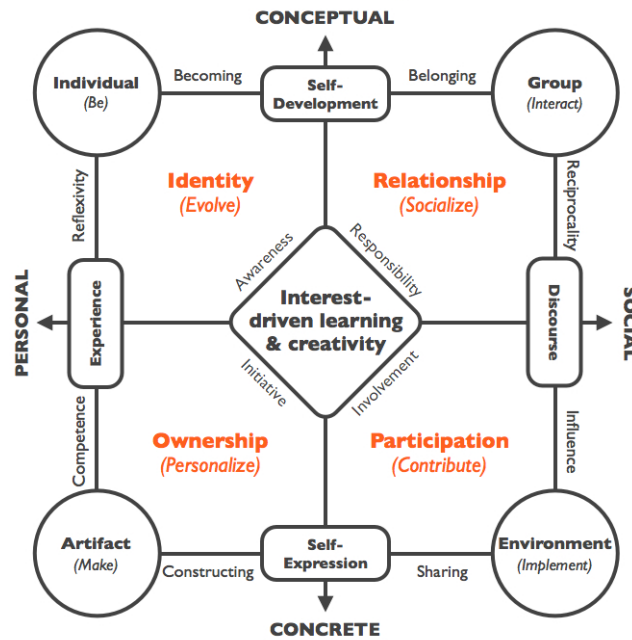 CONCEPTUAL
Individual
(Be)
Becoming
Self-
Development
Belonging
Group
(Interact)
Reflexivity
Identity
(Evolve)
Relationship
(Socialize)
Reciprocality
Awareness
Responsibility
PERSONAL
Experience
Interest-
driven learning
& creativity
Discourse
SOCIAL
Initiative
Involvement
Competence
Ownership
(Personalize)
Participation
(Contribute)
Influence
Artifact
(Make)
Constructing
Self-
Expression
Sharing
Environment
(Implement)
CONCRETE